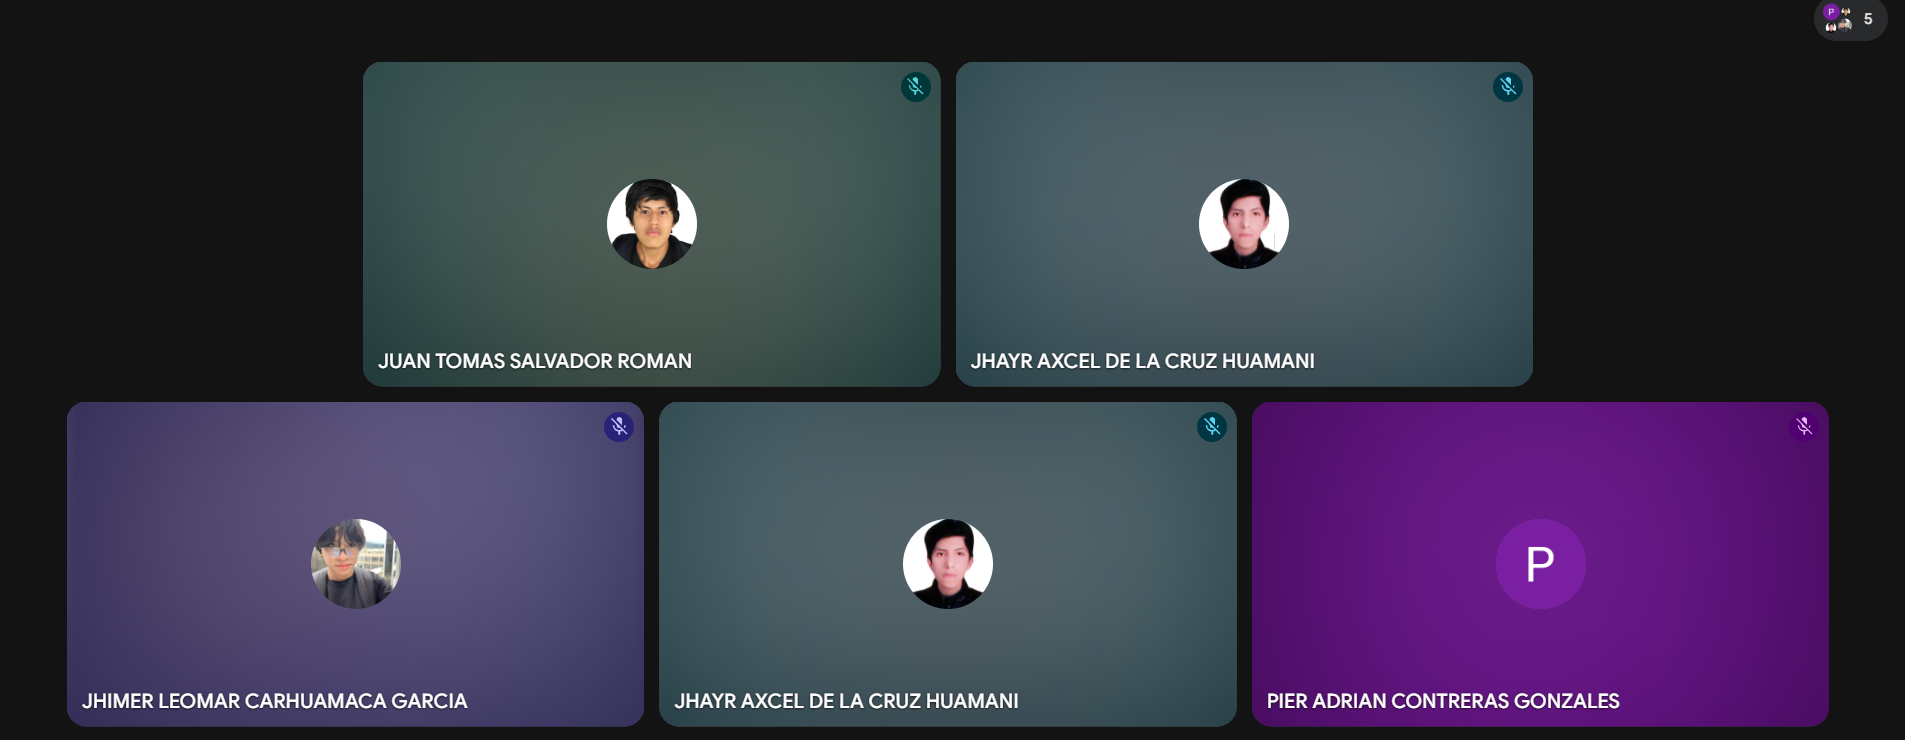 P
5
JUAN TOMAS SALVADOR ROMAN
JHAYR AXCEL DE LA CRUZ HUAMANI
P
JHIMER LEOMAR CARHUAMACA GARCIA
JHAYR AXCEL DE LA CRUZ HUAMANI
PIER ADRIAN CONTRERAS GONZALES